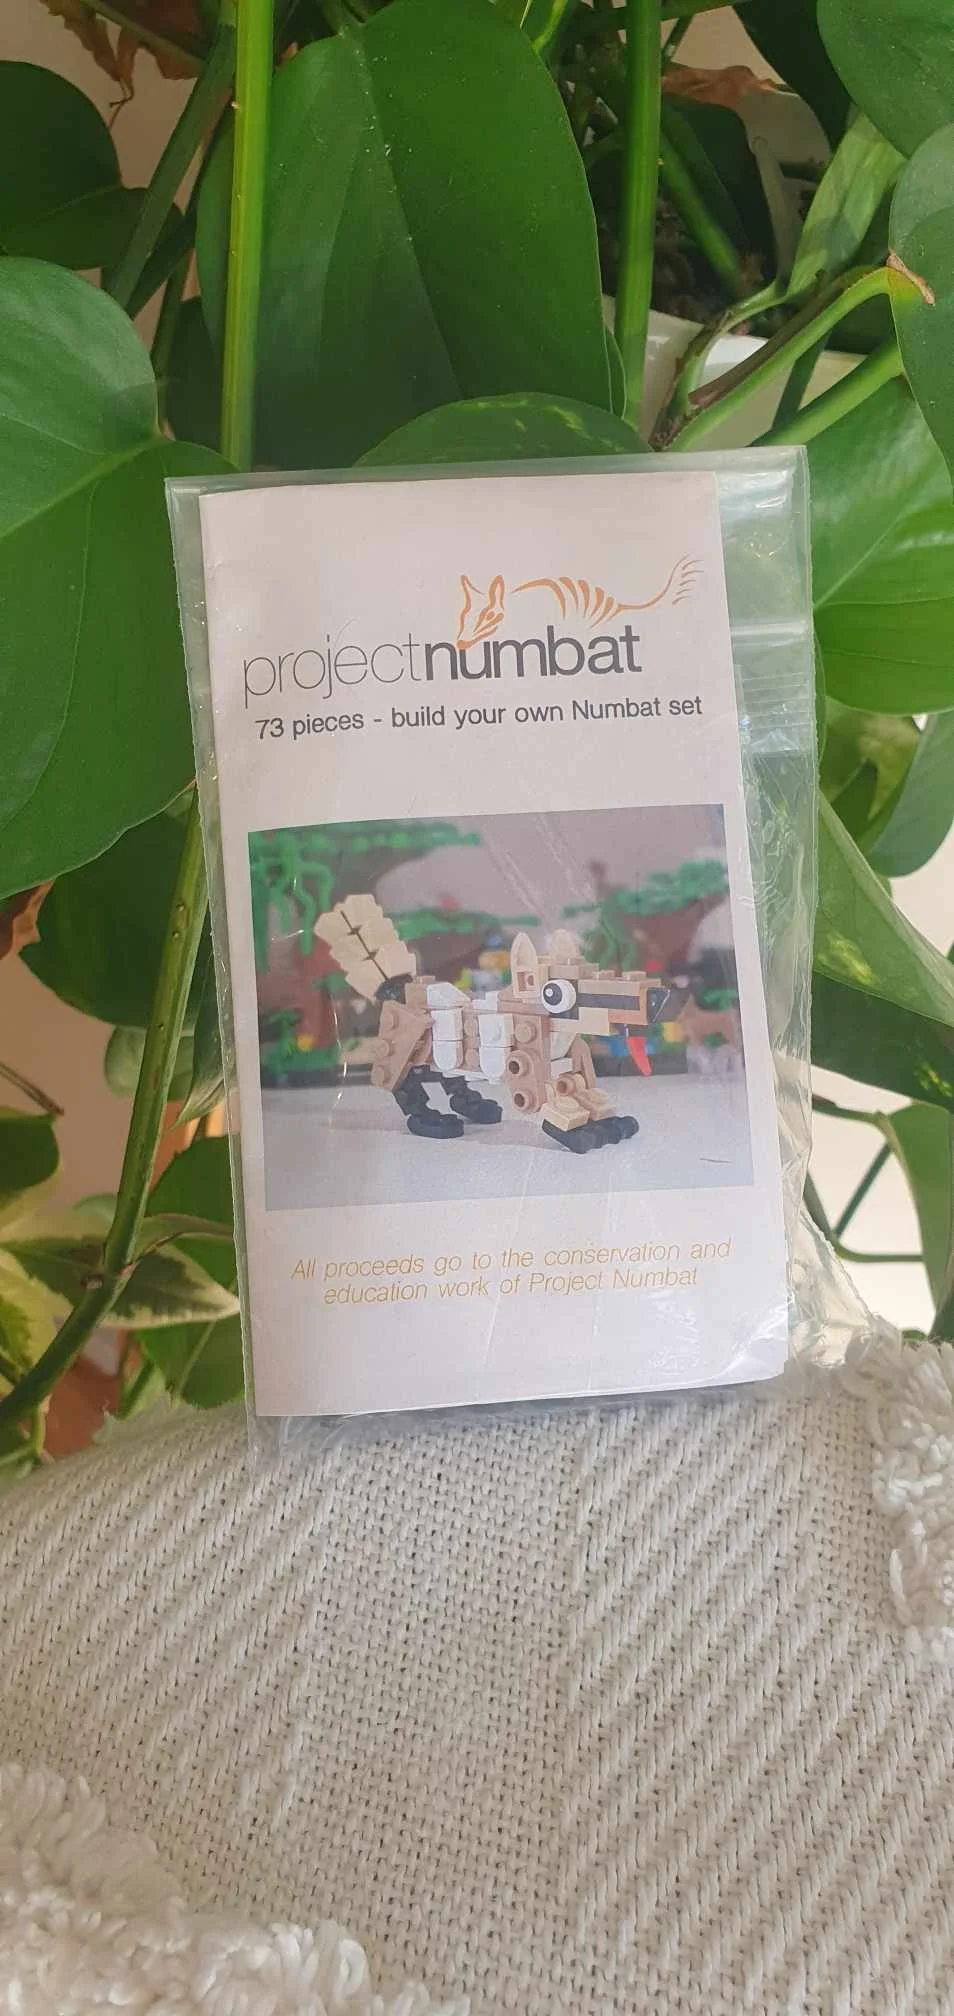 projectnumbat
73 pieces - build your own Numbat set
All proceeds go to the conservation and
education work of Project Numbat